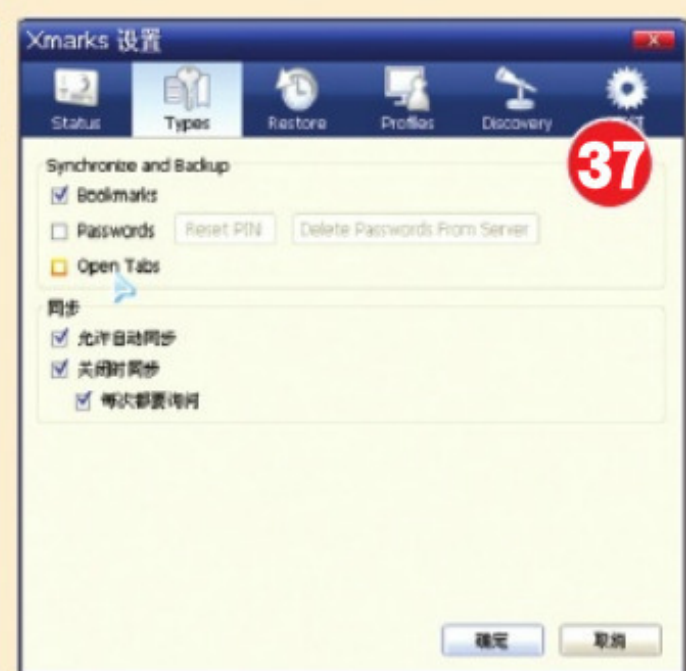 Xmarks 设置
Status Types Restore Profiles Discovery
37
Synchronize and Backup
Bookmarks
Passwords Reset PIN Delete Passwords From Server
Open Tabs
同步
允许自动同步
关闭时同步
每次都要询问
确定 取消